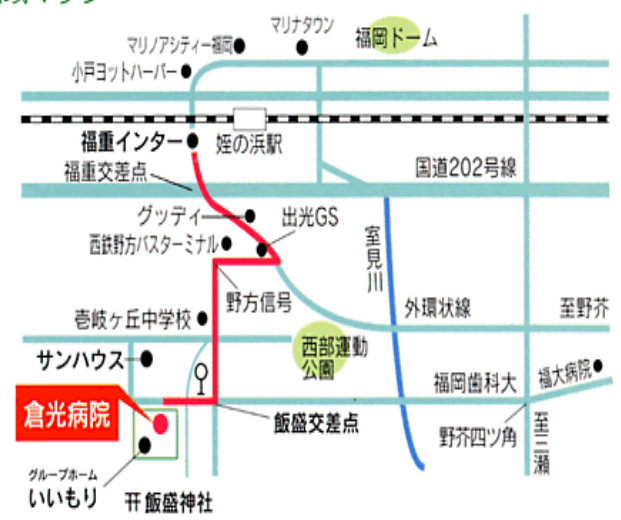 マリナタウン
マリノアシティー福岡
福岡ドーム
小戸ヨットハーバー
福重インター
姪の浜駅
福重交差点
国道202号線
グッディ
出光GS
西鉄野方バスターミナル
室見川
野方信号
外環状線
至野芥
壱岐ヶ丘中学校
西部運動
公園
サンハウス
福岡歯科大
福大病院
倉光病院
飯盛交差点
野芥四ツ角
至三瀬
グループホーム
いいもり
飯盛神社